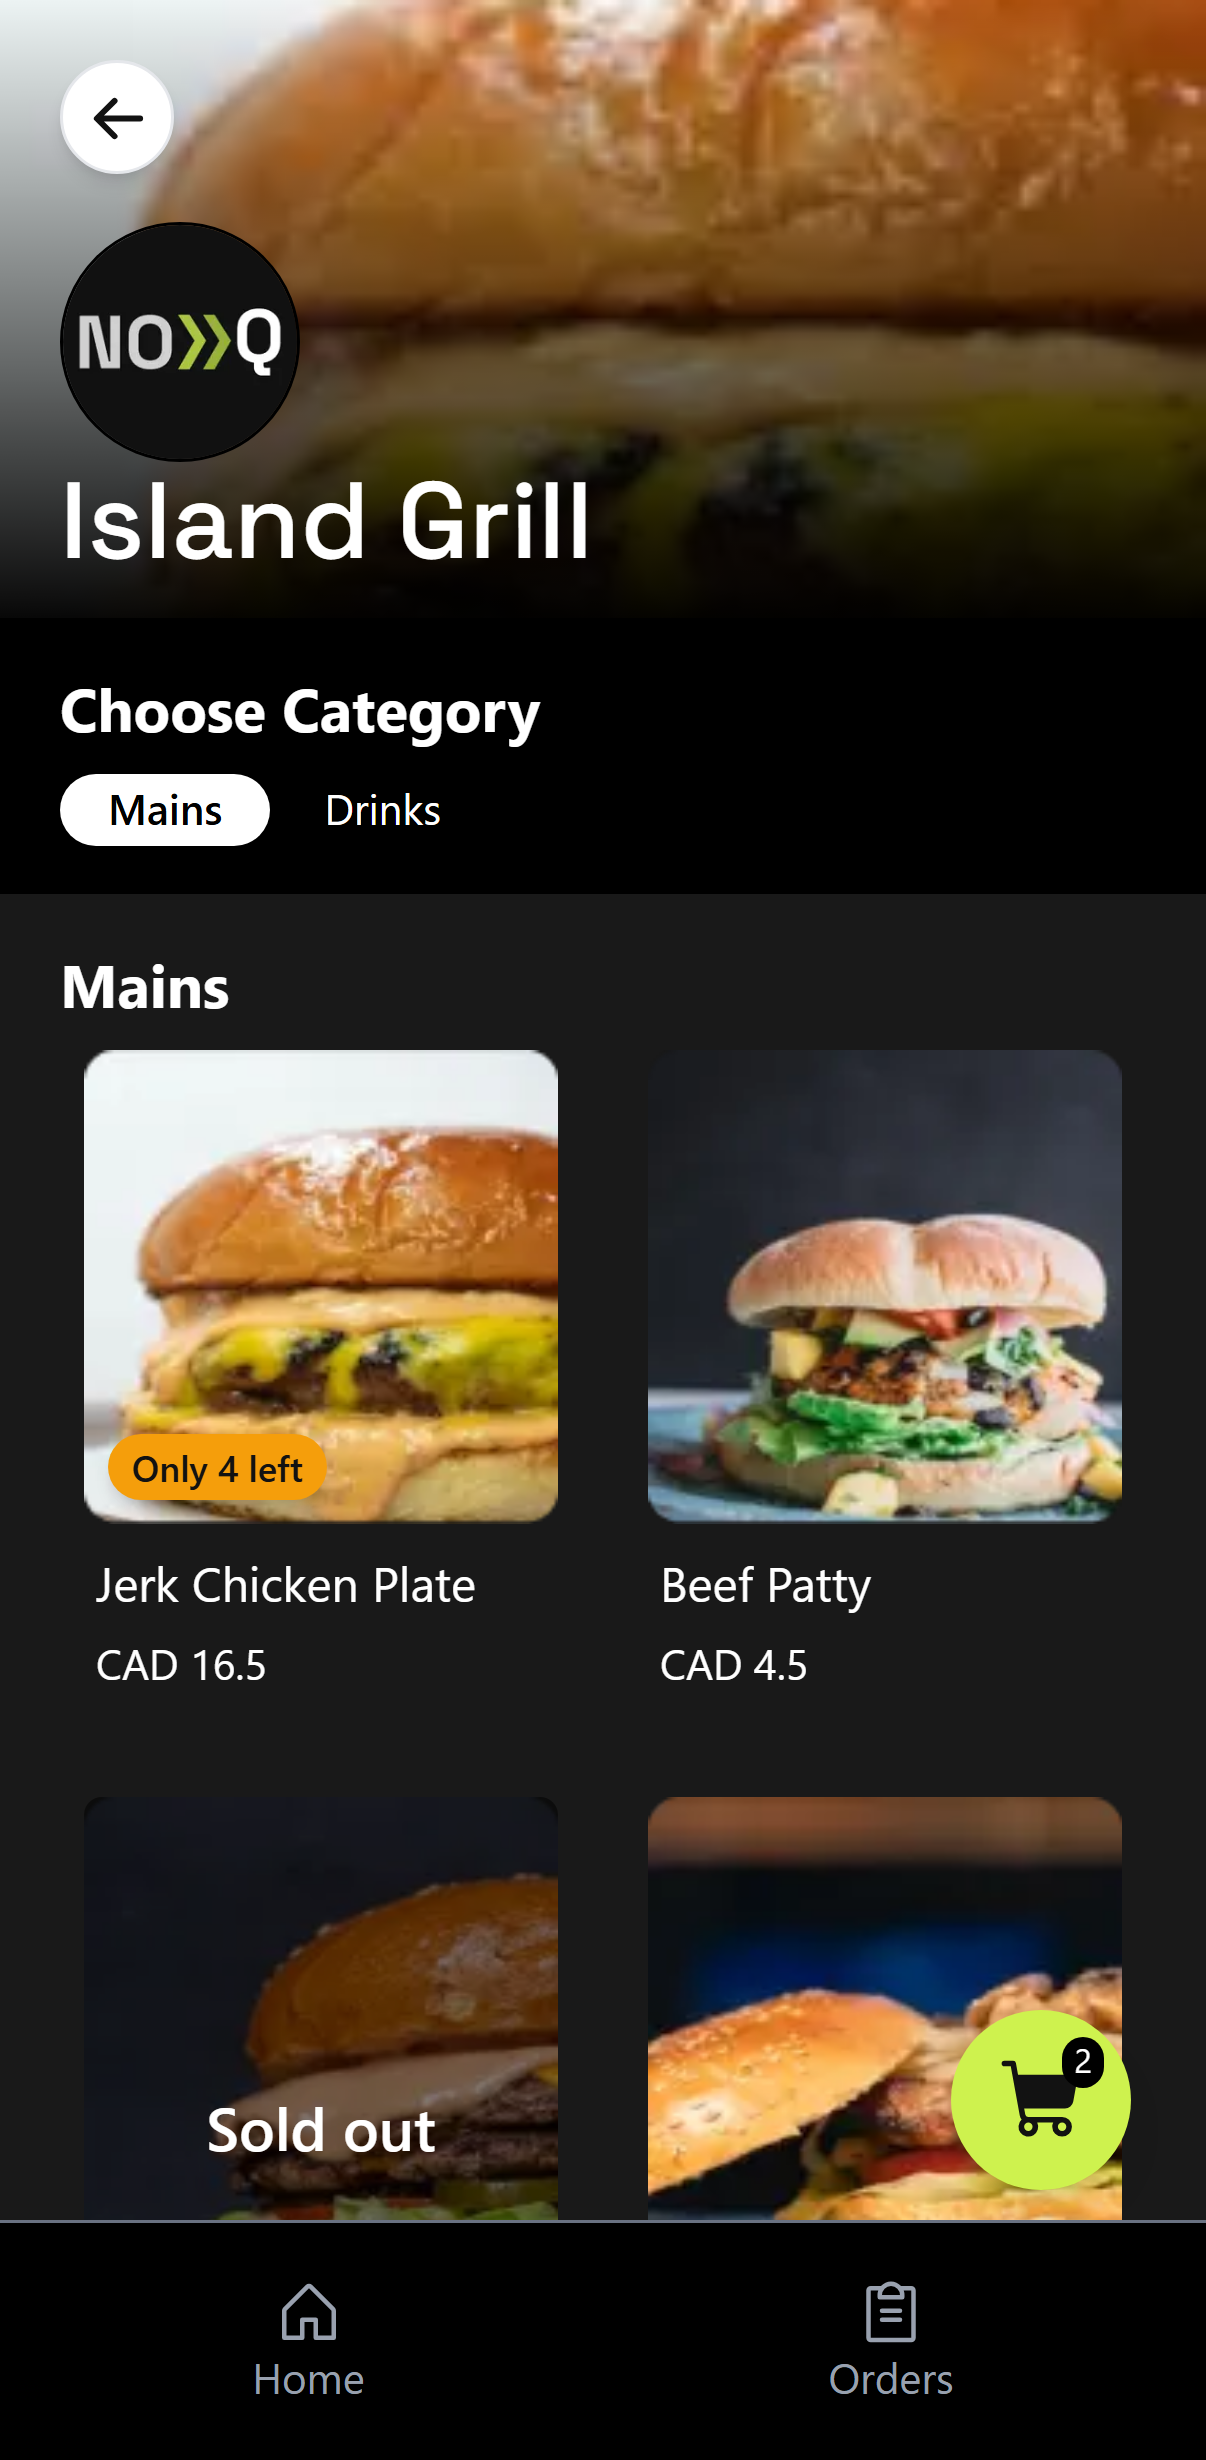 NO»Q
Island Grill
Choose Category
Mains
Drinks
Mains
Only 4 left
Jerk Chicken Plate
CAD 16.5
Beef Patty
CAD 4.5
Sold out
2
Home
Orders